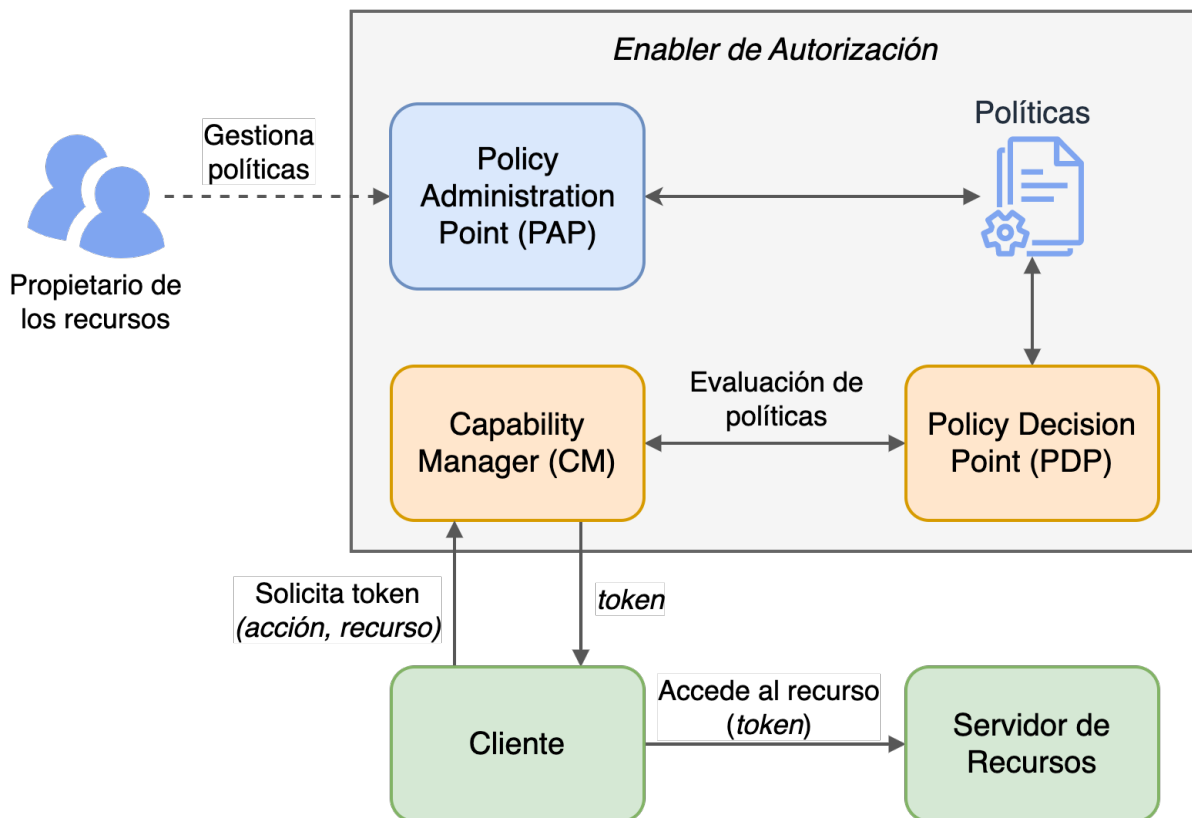 Enabler de Autorización
Políticas
Gestiona
políticas
Policy
Administration
Point (PAP)
Propietario de
los recursos
Evaluación de
políticas
Capability
Manager (CM)
Policy Decision
Point (PDP)
Solicita token
(acción, recurso)
token
Accede al recurso
(token)
Cliente
Servidor de
Recursos